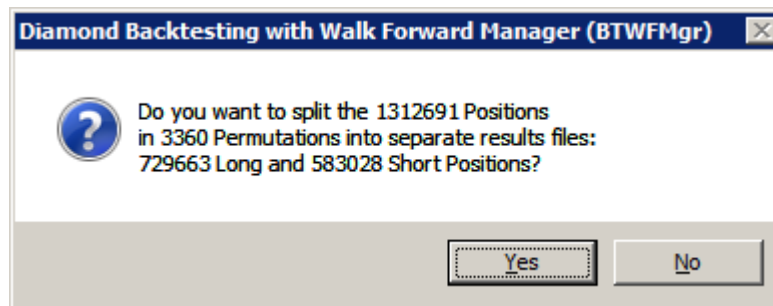 Diamond Backtesting with Walk Forward Manager (BTWFMgr)
Do you want to split the 1312691 Positions
in 3360 Permutations into separate results files:
729663 Long and 583028 Short Positions?
Yes
No